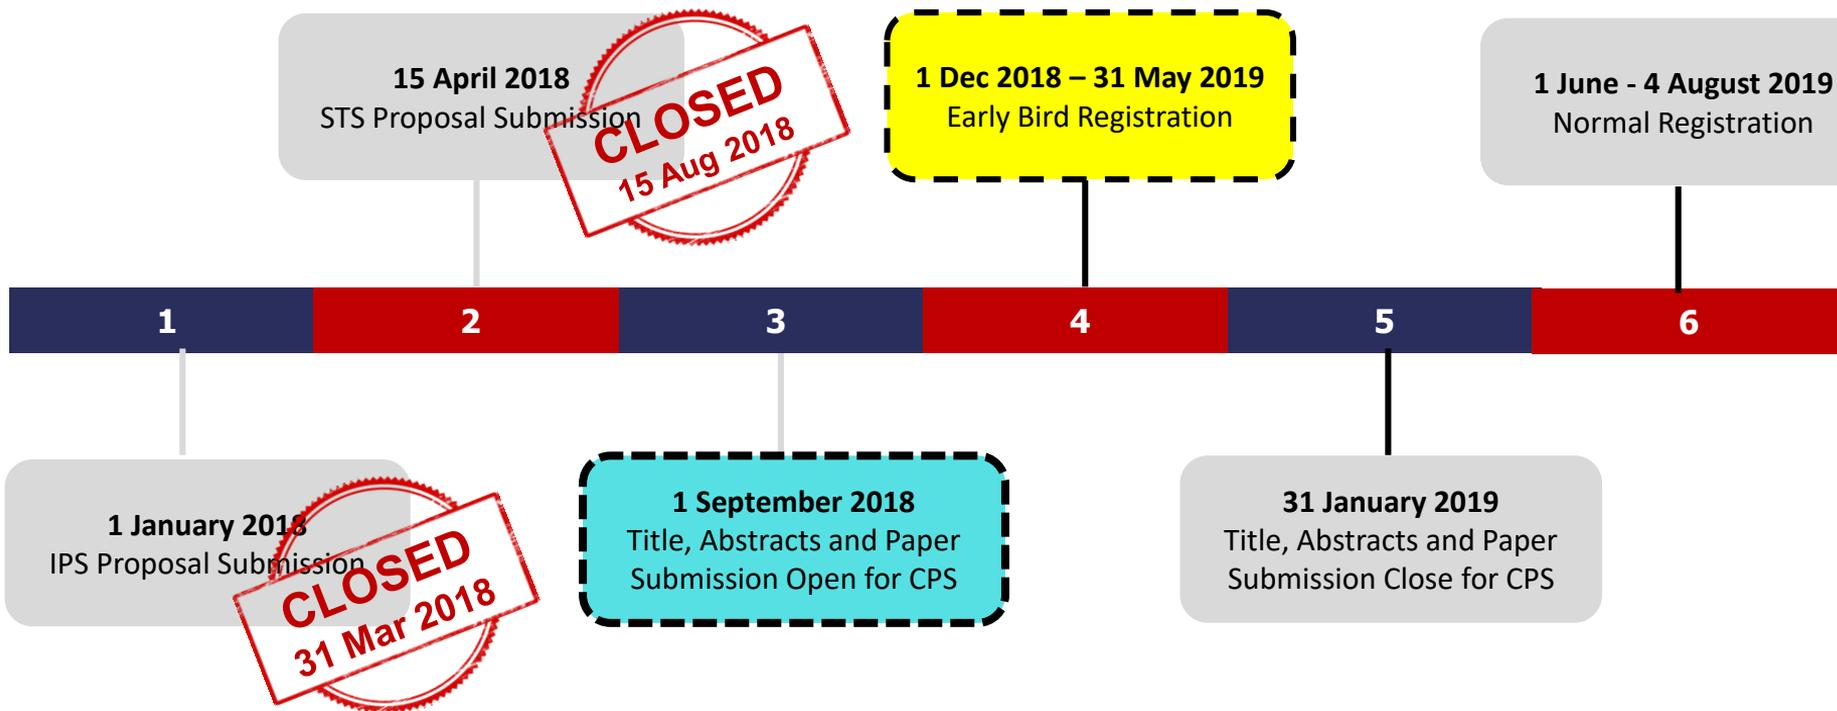 15 April 2018
STS Proposal Submission
CLOSED
15 Aug 2018
1 Dec 2018 – 31 May 2019
Early Bird Registration
1 June - 4 August 2019
Normal Registration
1
2
3
4
5
6
1 January 2018
IPS Proposal Submission
CLOSED
31 Mar 2018
1 September 2018
Title, Abstracts and Paper
Submission Open for CPS
31 January 2019
Title, Abstracts and Paper
Submission Close for CPS